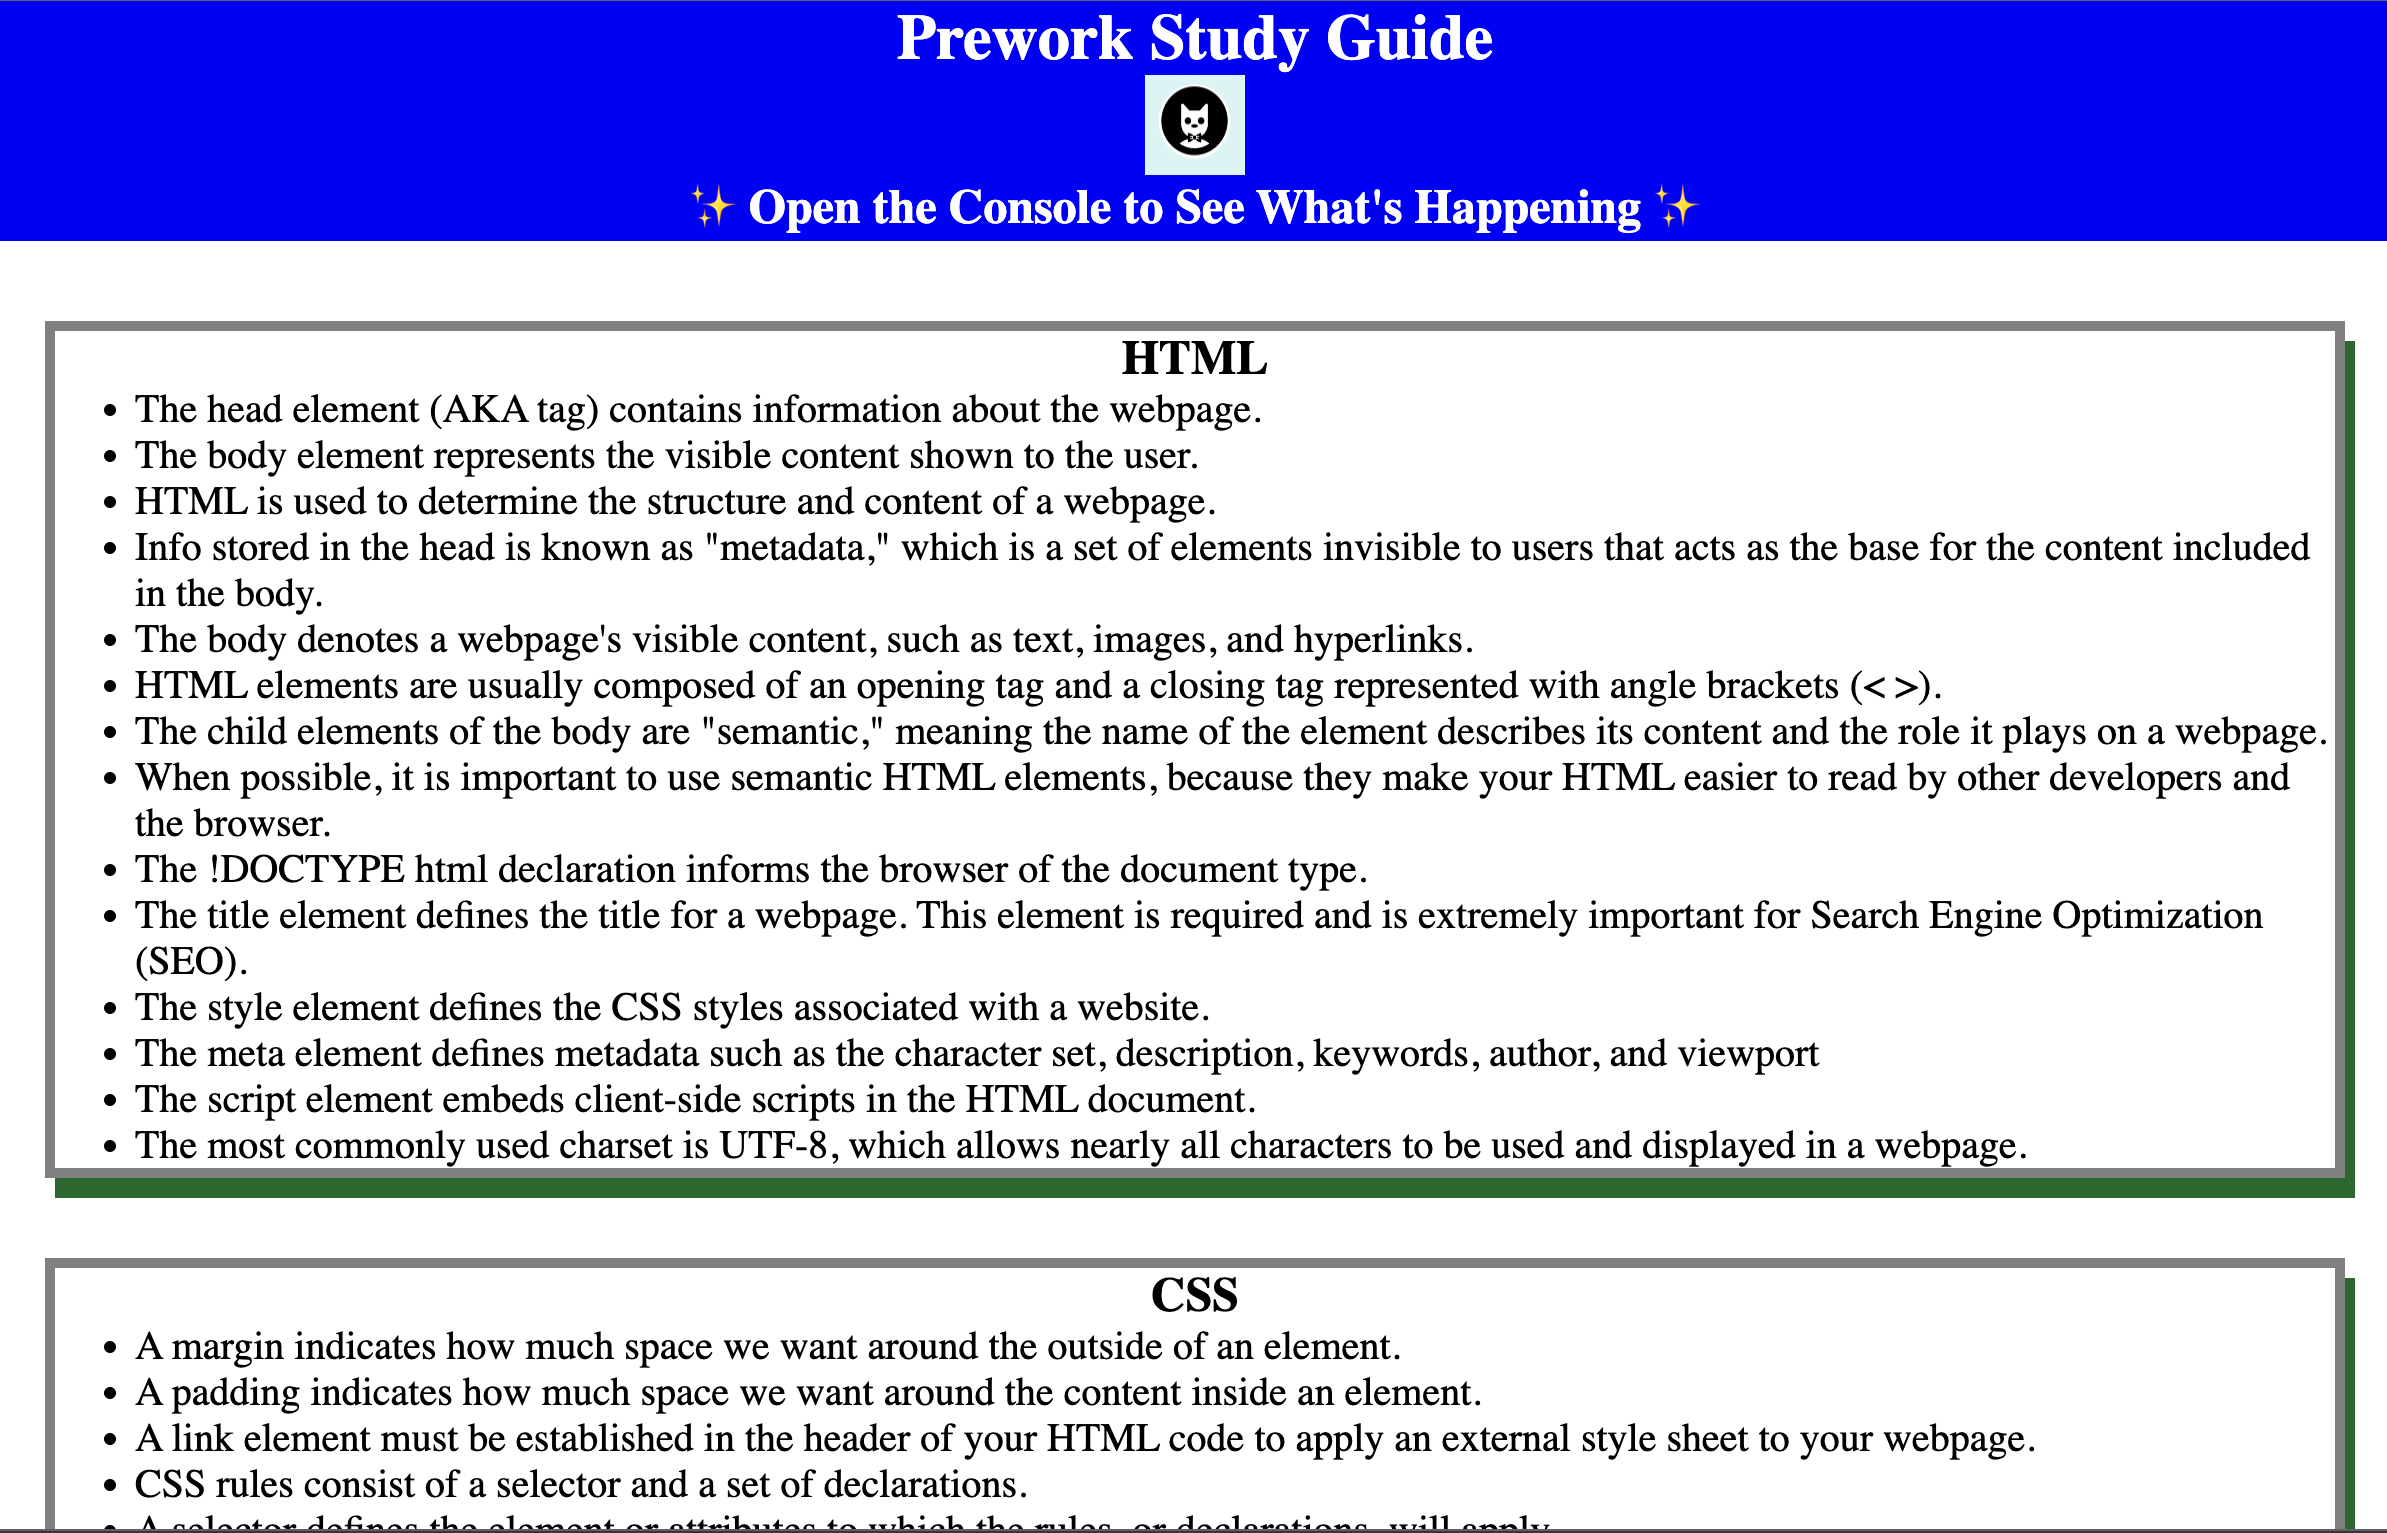 Prework Study Guide
✨ Open the Console to See What's Happening ✨
HTML
• The head element (AKA tag) contains information about the webpage.
• The body element represents the visible content shown to the user.
• HTML is used to determine the structure and content of a webpage.
• Info stored in the head is known as "metadata," which is a set of elements invisible to users that acts as the base for the content included
in the body.
• The body denotes a webpage's visible content, such as text, images, and hyperlinks.
• HTML elements are usually composed of an opening tag and a closing tag represented with angle brackets (< >).
• The child elements of the body are "semantic," meaning the name of the element describes its content and the role it plays on a webpage.
• When possible, it is important to use semantic HTML elements, because they make your HTML easier to read by other developers and
the browser.
• The !DOCTYPE html declaration informs the browser of the document type.
• The title element defines the title for a webpage. This element is required and is extremely important for Search Engine Optimization
(SEO).
• The style element defines the CSS styles associated with a website.
• The meta element defines metadata such as the character set, description, keywords, author, and viewport
• The script element embeds client-side scripts in the HTML document.
• The most commonly used charset is UTF-8, which allows nearly all characters to be used and displayed in a webpage.
CSS
• A margin indicates how much space we want around the outside of an element.
• A padding indicates how much space we want around the content inside an element.
• A link element must be established in the header of your HTML code to apply an external style sheet to your webpage.
• CSS rules consist of a selector and a set of declarations.
• A selector defines the element or attributes to which the rules, or declarations, will apply.